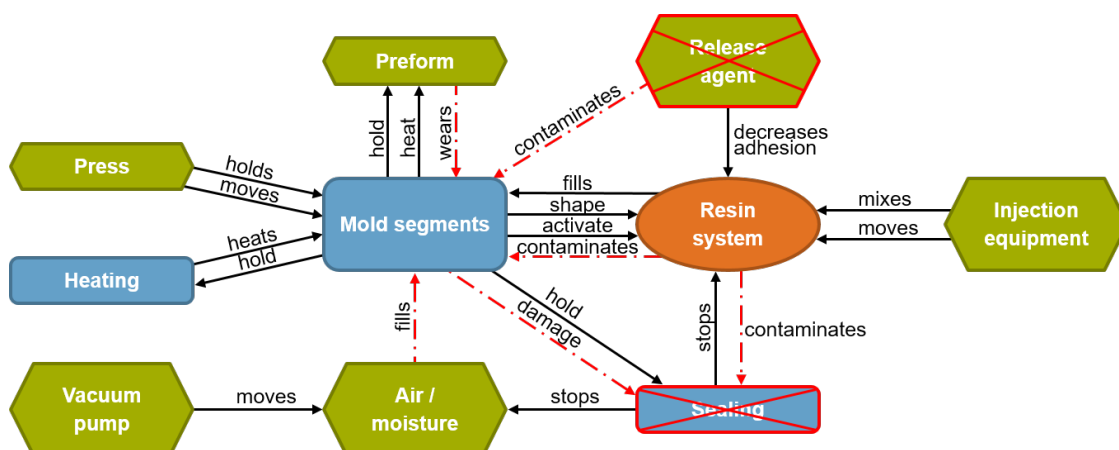 Preform
Release
agent
hold
heat
wears
contaminates
decreases
adhesion
Press
holds
moves
Mold segments
fills
shape
activate
contaminates
Resin
system
mixes
moves
Injection
equipment
Heating
heats
hold
fills
hold
damage
stops
contaminates
Vacuum
pump
moves
Air /
moisture
stops
Sealing